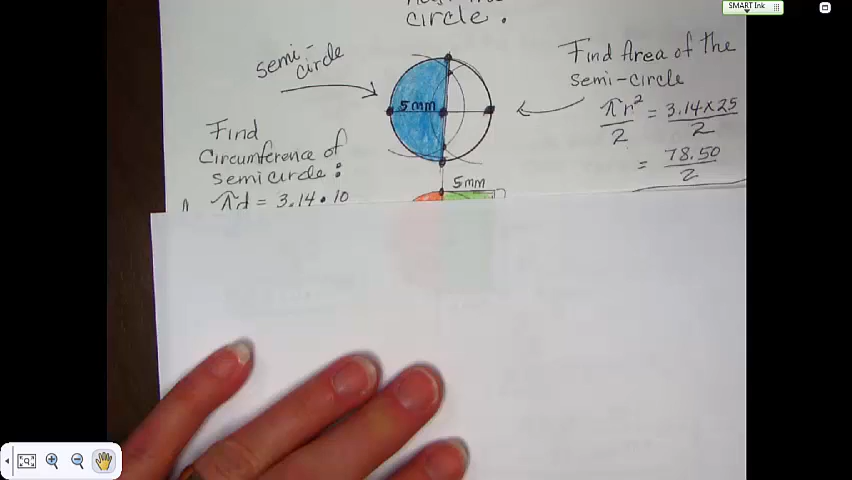 SMART Ink
circle.
semi-
circle
Find Area of the
semi-circle
πr² / 2 = 3.14×25 / 2
= 78.50 / 2
5mm
Find
Circumference of
semicircle:
πd = 3.14 • 10
5mm